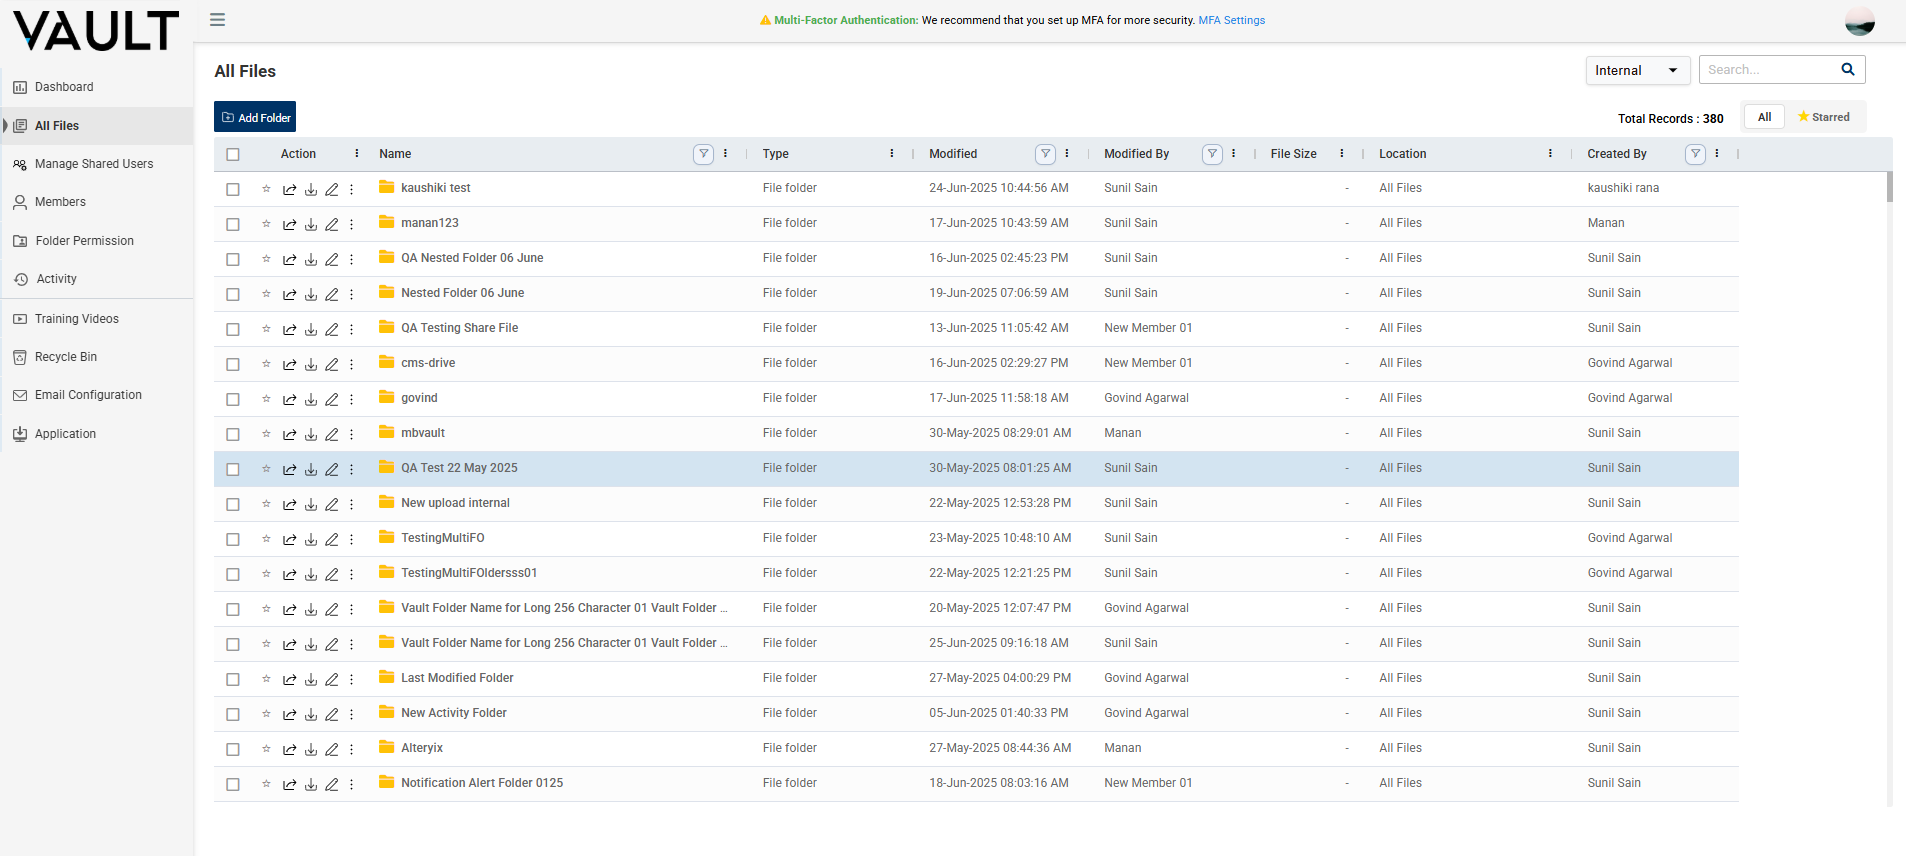 VAULT
Multi-Factor Authentication: We recommend that you set up MFA for more security. MFA Settings
Dashboard
All Files
Manage Shared Users
Members
Folder Permission
Activity
Training Videos
Recycle Bin
Email Configuration
Application
All Files
Internal
Search...
Add Folder
Total Records : 380
All
Starred
Action Name Type Modified Modified By File Size Location Created By
kaushiki test File folder 24-Jun-2025 10:44:56 AM Sunil Sain - All Files kaushiki rana
manan123 File folder 17-Jun-2025 10:43:59 AM Sunil Sain - All Files Manan
QA Nested Folder 06 June File folder 16-Jun-2025 02:45:23 PM Sunil Sain - All Files Sunil Sain
Nested Folder 06 June File folder 19-Jun-2025 07:06:59 AM Sunil Sain - All Files Sunil Sain
QA Testing Share File File folder 13-Jun-2025 11:05:42 AM New Member 01 - All Files Sunil Sain
cms-drive File folder 16-Jun-2025 02:29:27 PM New Member 01 - All Files Govind Agarwal
govind File folder 17-Jun-2025 11:58:18 AM Govind Agarwal - All Files Govind Agarwal
mbvault File folder 30-May-2025 08:29:01 AM Manan - All Files Sunil Sain
QA Test 22 May 2025 File folder 30-May-2025 08:01:25 AM Sunil Sain - All Files Sunil Sain
New upload internal File folder 22-May-2025 12:53:28 PM Sunil Sain - All Files Sunil Sain
TestingMultiFO File folder 23-May-2025 10:48:10 AM Sunil Sain - All Files Govind Agarwal
TestingMultiFOldersss01 File folder 22-May-2025 12:21:25 PM Sunil Sain - All Files Govind Agarwal
Vault Folder Name for Long 256 Character 01 Vault Folder ... File folder 20-May-2025 12:07:47 PM Govind Agarwal - All Files Sunil Sain
Vault Folder Name for Long 256 Character 01 Vault Folder ... File folder 25-Jun-2025 09:16:18 AM Sunil Sain - All Files Sunil Sain
Last Modified Folder File folder 27-May-2025 04:00:29 PM Govind Agarwal - All Files Sunil Sain
New Activity Folder File folder 05-Jun-2025 01:40:33 PM Govind Agarwal - All Files Sunil Sain
Alteryix File folder 27-May-2025 08:44:36 AM Manan - All Files Sunil Sain
Notification Alert Folder 0125 File folder 18-Jun-2025 08:03:16 AM New Member 01 - All Files Sunil Sain